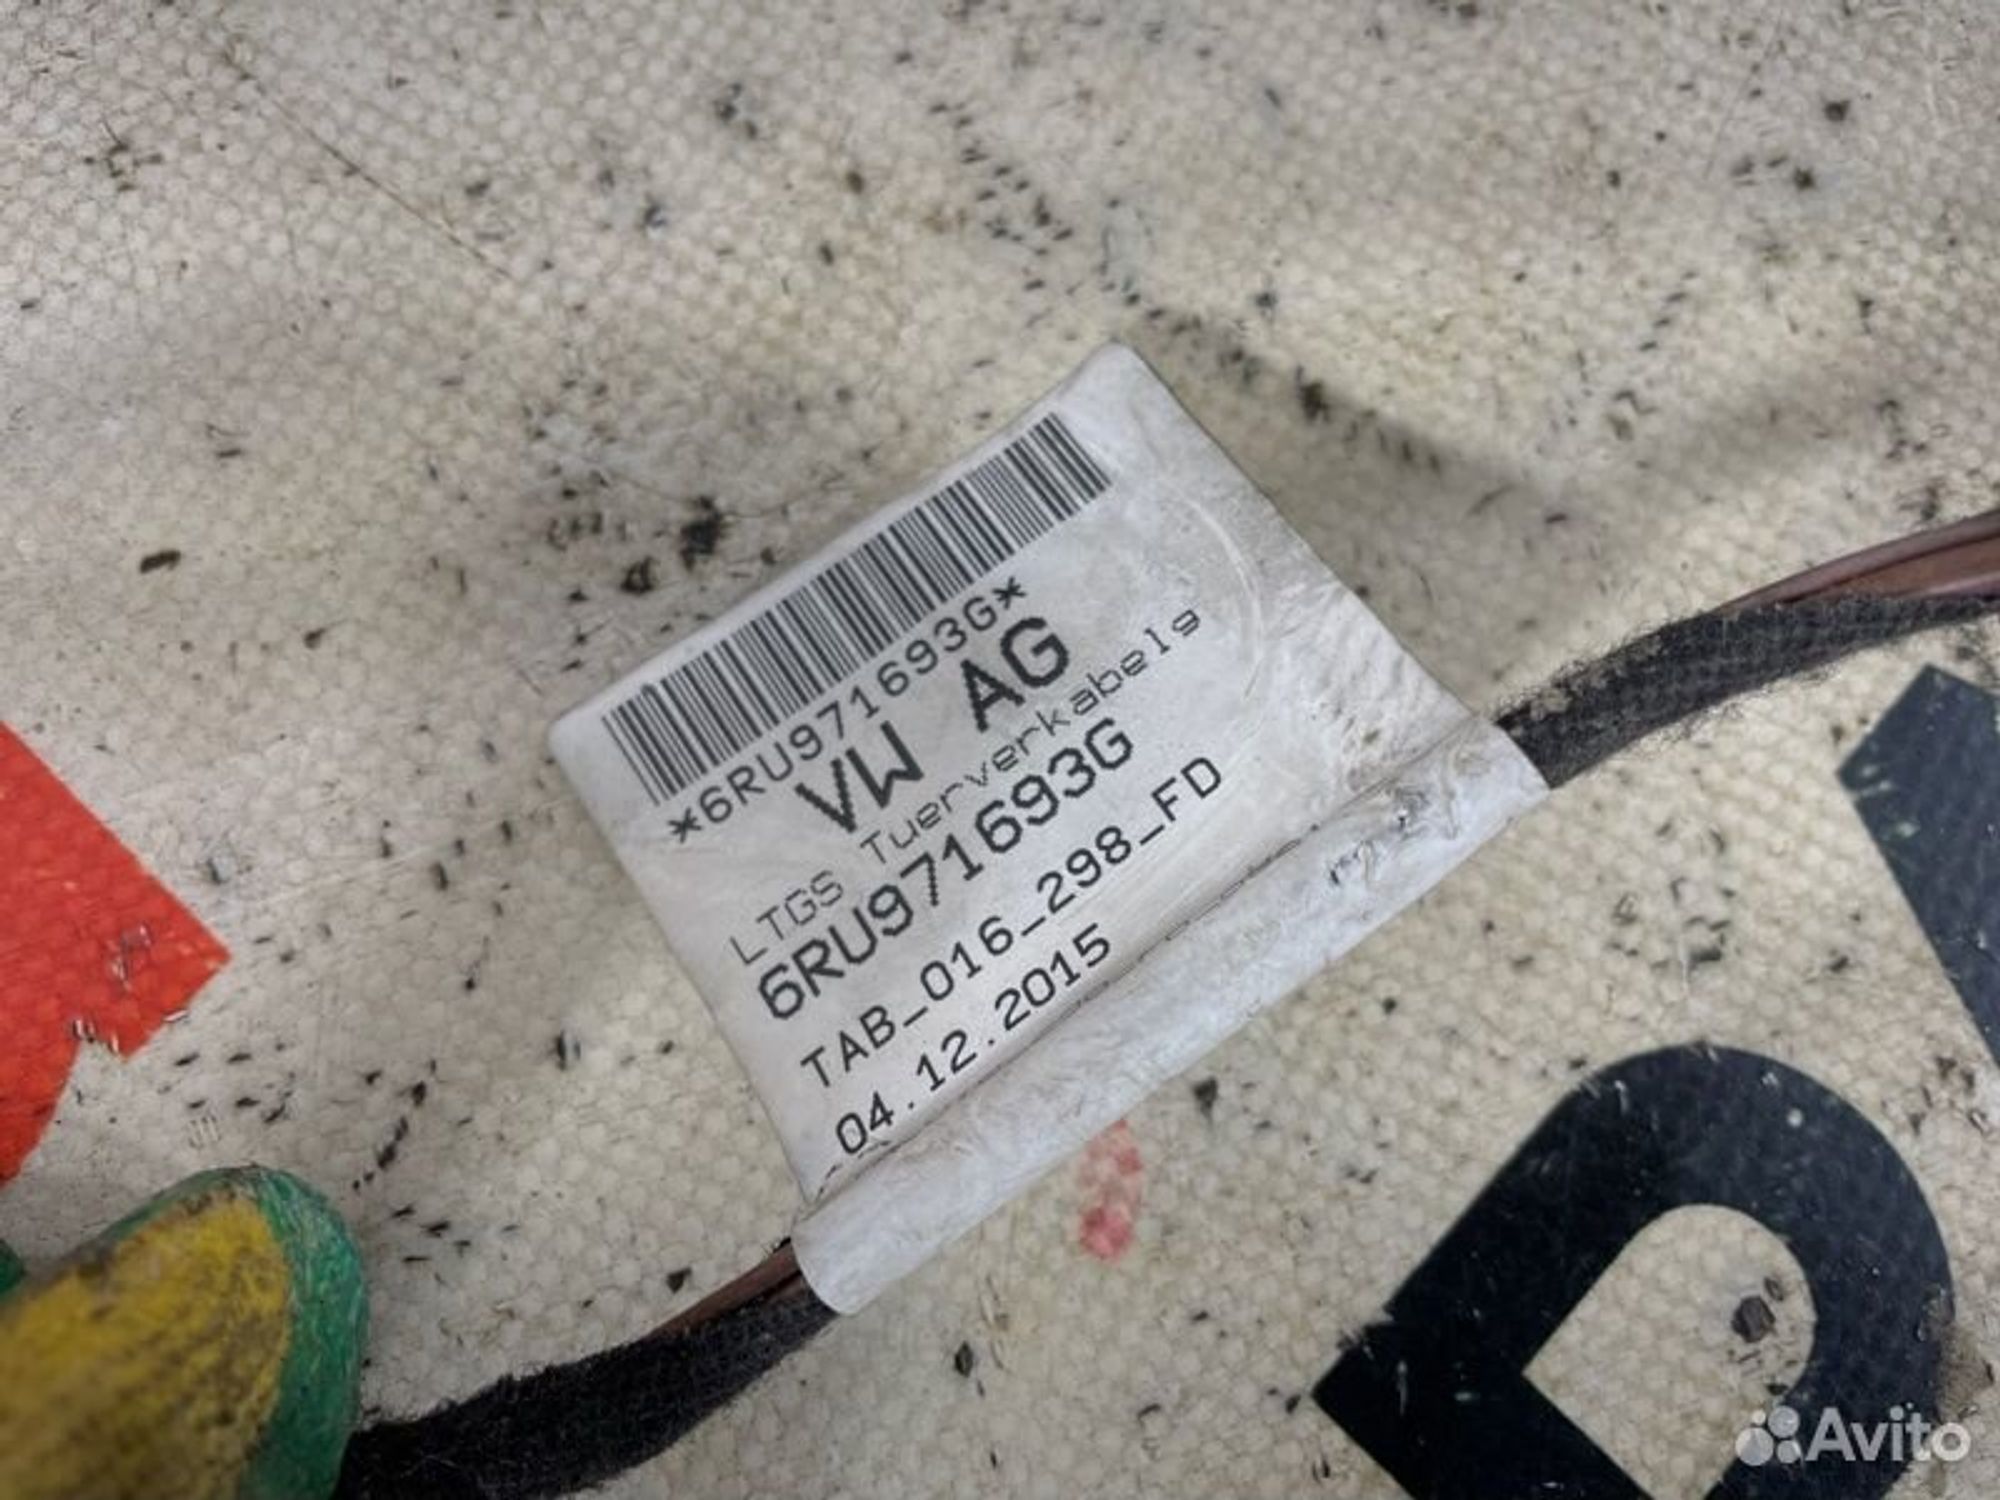 *6RU971693G*
VW AG
LTGS Tuerverkabelg
6RU971693G
TAB_016_298_FD
04.12.2015
Avito